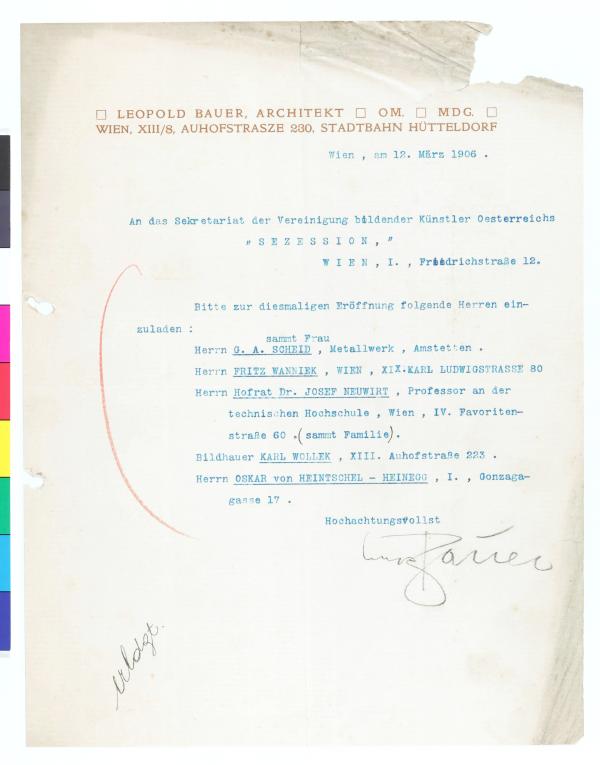 □ LEOPOLD BAUER, ARCHITEKT □ OM. □ MDG. □
WIEN, XIII/8, AUHOFSTRASZE 230, STADTBAHN HÜTTELDORF
Wien , am 12. März 1906 .
An das Sekretariat der Vereinigung bildender Künstler Oesterreichs
" SEZESSION, "
WIEN, I. , Friedrichstraße 12.
Bitte zur diesmaligen Eröffnung folgende Herren ein-
zuladen :
sammt Frau
Herrn G. A. SCHEID , Metallwerk , Amstetten .
Herrn FRITZ WANNIEK , WIEN , XIX.KARL LUDWIGSTRASSE 80
Herrn Hofrat Dr. JOSEF NEUWIRT , Professor an der
technischen Hochschule , Wien , IV. Favoriten-
straße 60 .(sammt Familie).
Bildhauer KARL WOLLEK , XIII. Auhofstraße 223 .
Herrn OSKAR von HEINTSCHEL - HEINEGG , I. , Gonzaga-
gasse 17 .
Hochachtungsvollst
Bauer
erldgt.